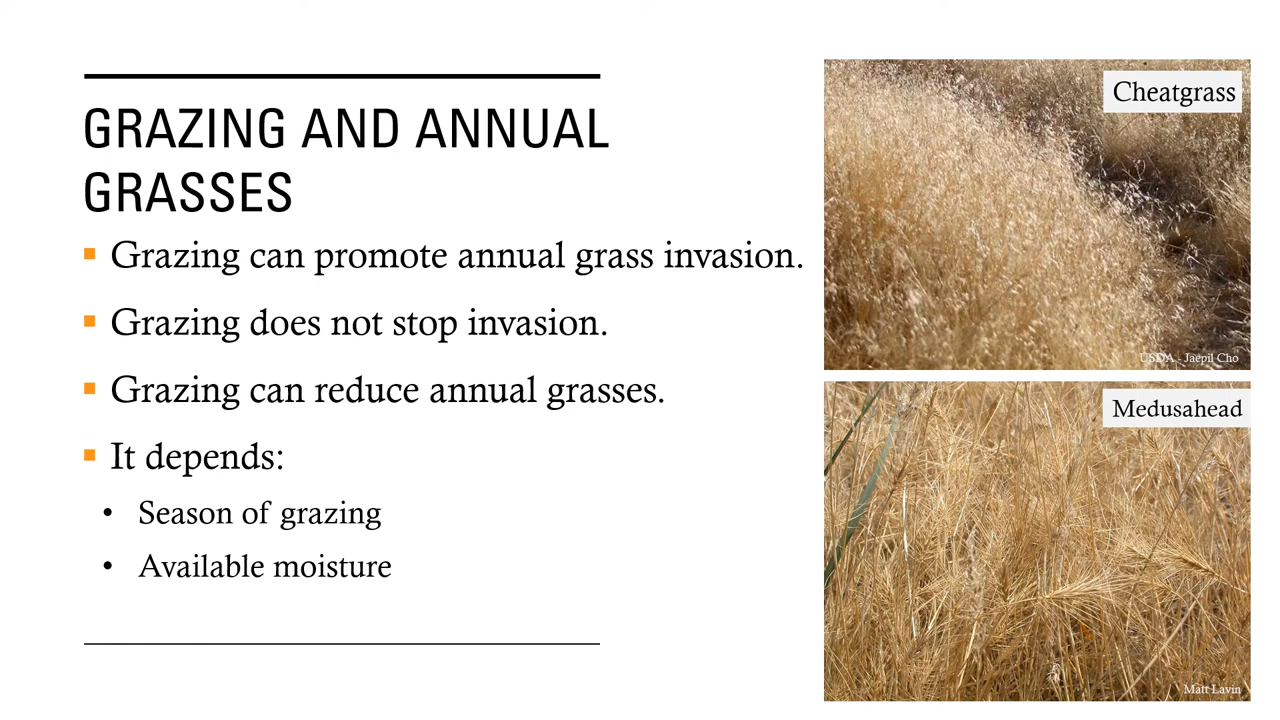 GRAZING AND ANNUAL
GRASSES
Grazing can promote annual grass invasion.
Grazing does not stop invasion.
Grazing can reduce annual grasses.
It depends:
Season of grazing
Available moisture
Cheatgrass
USDA - Jaepil Cho
Medusahead
Matt Lavin